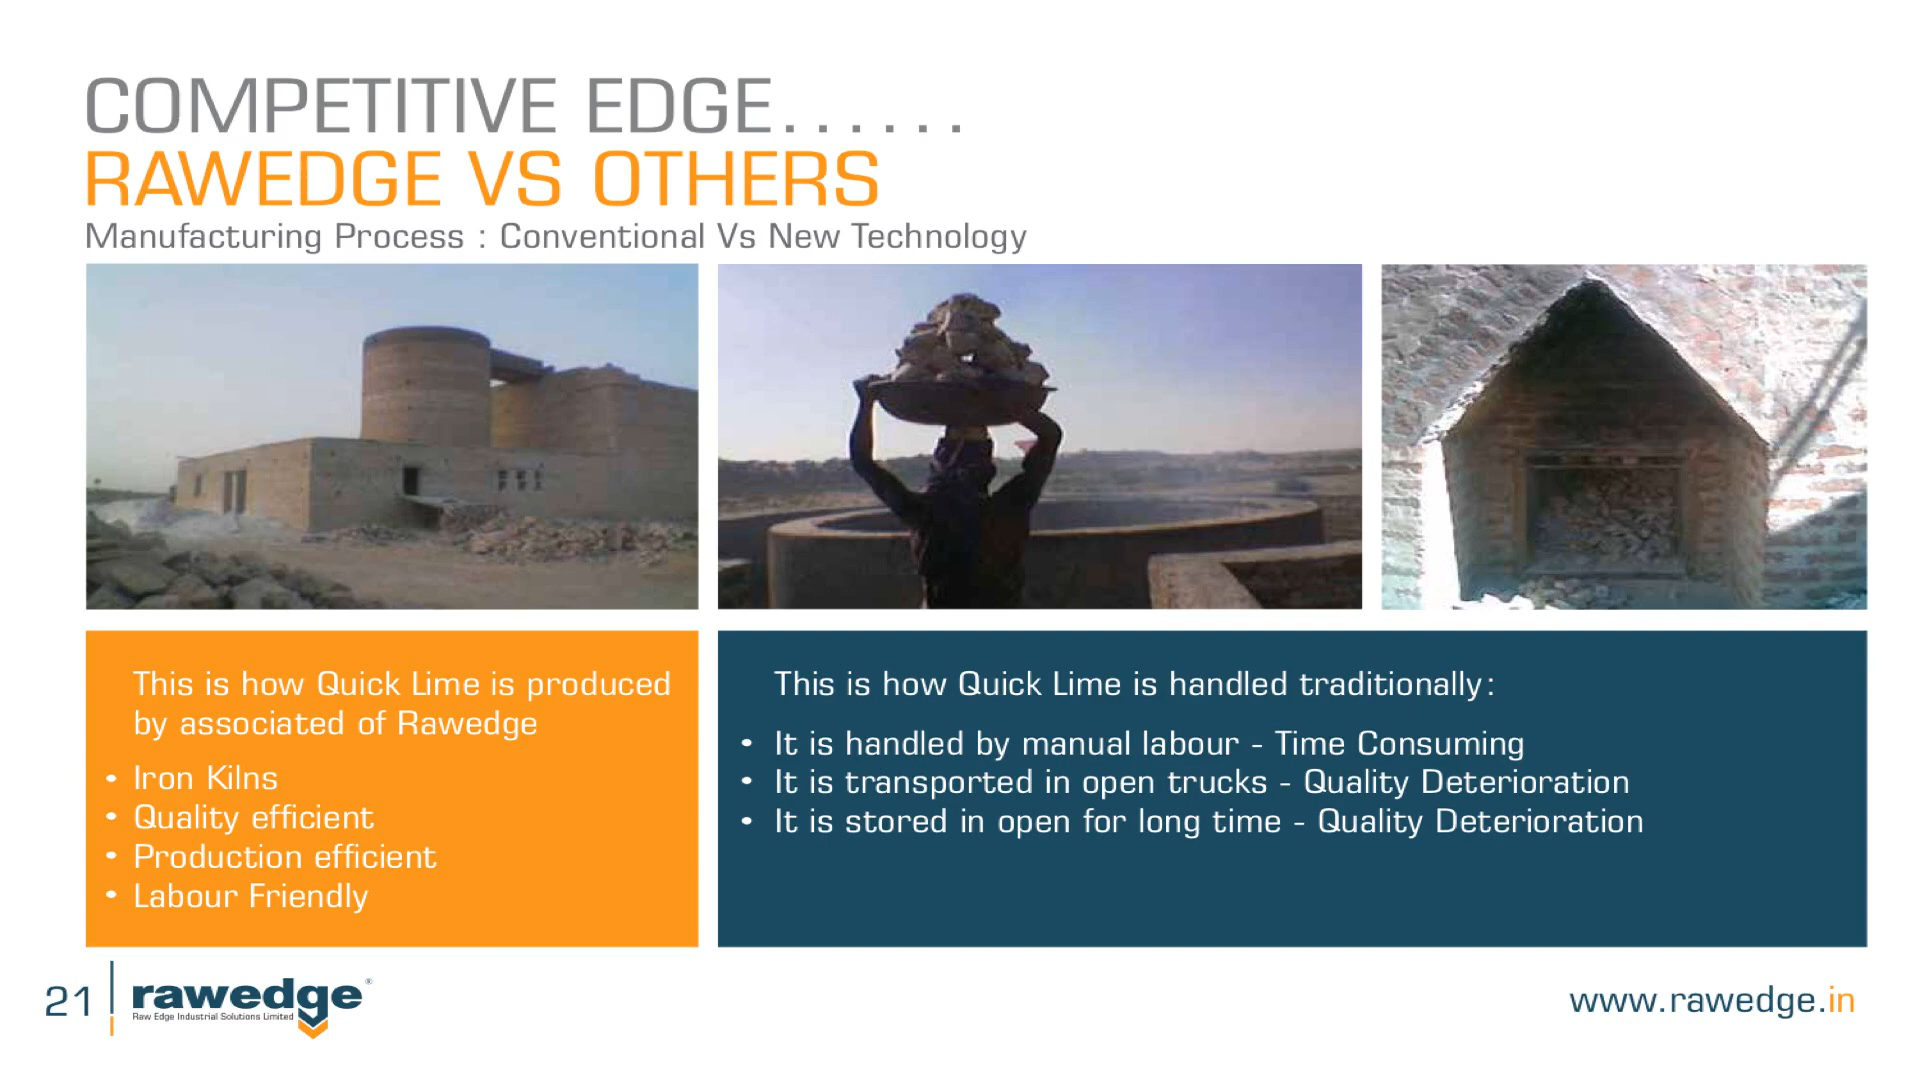 COMPETITIVE EDGE......
RAWEDGE VS OTHERS
Manufacturing Process : Conventional Vs New Technology
This is how Quick Lime is produced
by associated of Rawedge
• Iron Kilns
• Quality efficient
• Production efficient
• Labour Friendly
This is how Quick Lime is handled traditionally:
• It is handled by manual labour - Time Consuming
• It is transported in open trucks - Quality Deterioration
• It is stored in open for long time - Quality Deterioration
21
rawedge®
Raw Edge Industrial Solutions Limited
www.rawedge.in